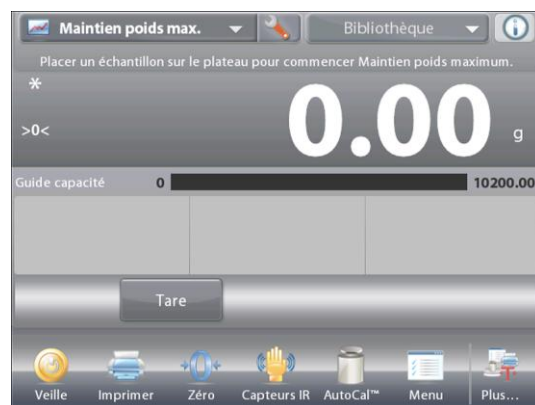 Maintien poids max.
Bibliothèque
Placer un échantillon sur le plateau pour commencer Maintien poids maximum.
*
>0<
0.00 g
Guide capacité 0 10200.00
Tare
Veille Imprimer Zéro Capteurs IR AutoCal™ Menu Plus...